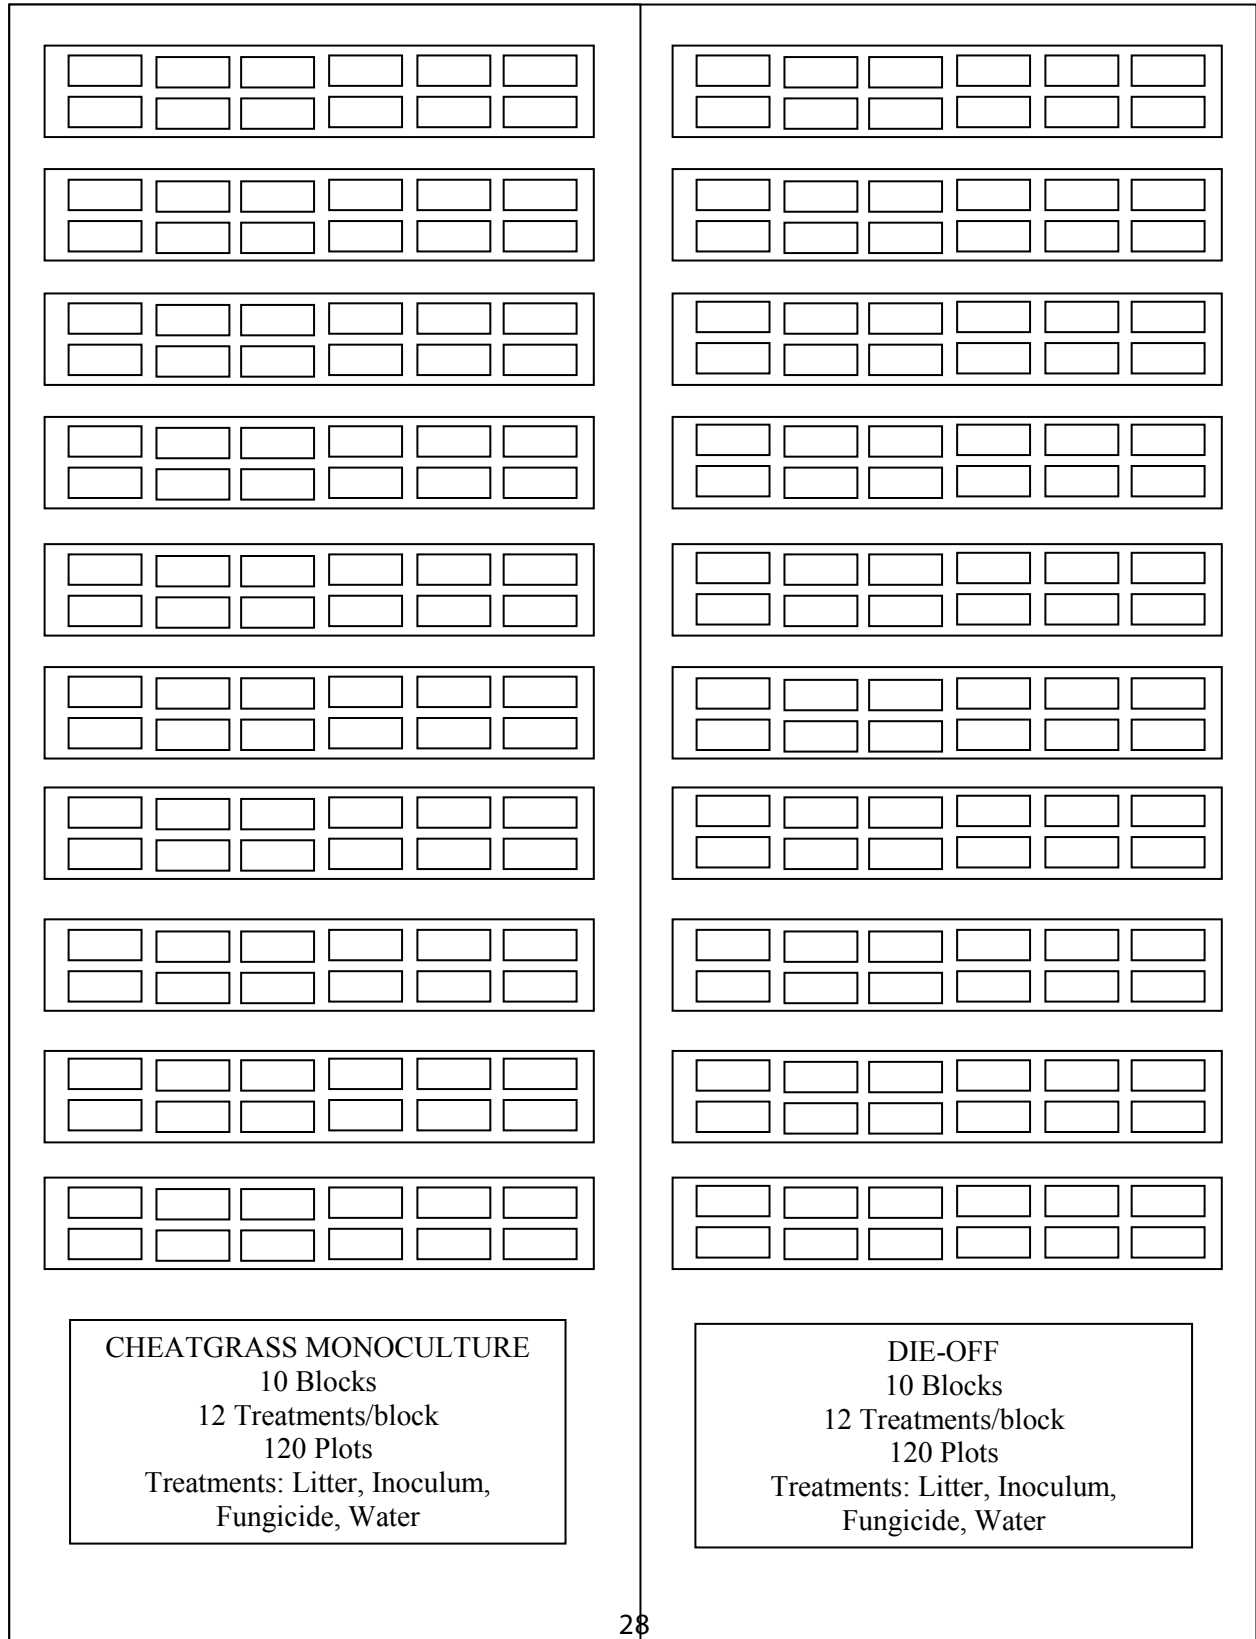 CHEATGRASS MONOCULTURE
10 Blocks
12 Treatments/block
120 Plots
Treatments: Litter, Inoculum,
Fungicide, Water
DIE-OFF
10 Blocks
12 Treatments/block
120 Plots
Treatments: Litter, Inoculum,
Fungicide, Water
28